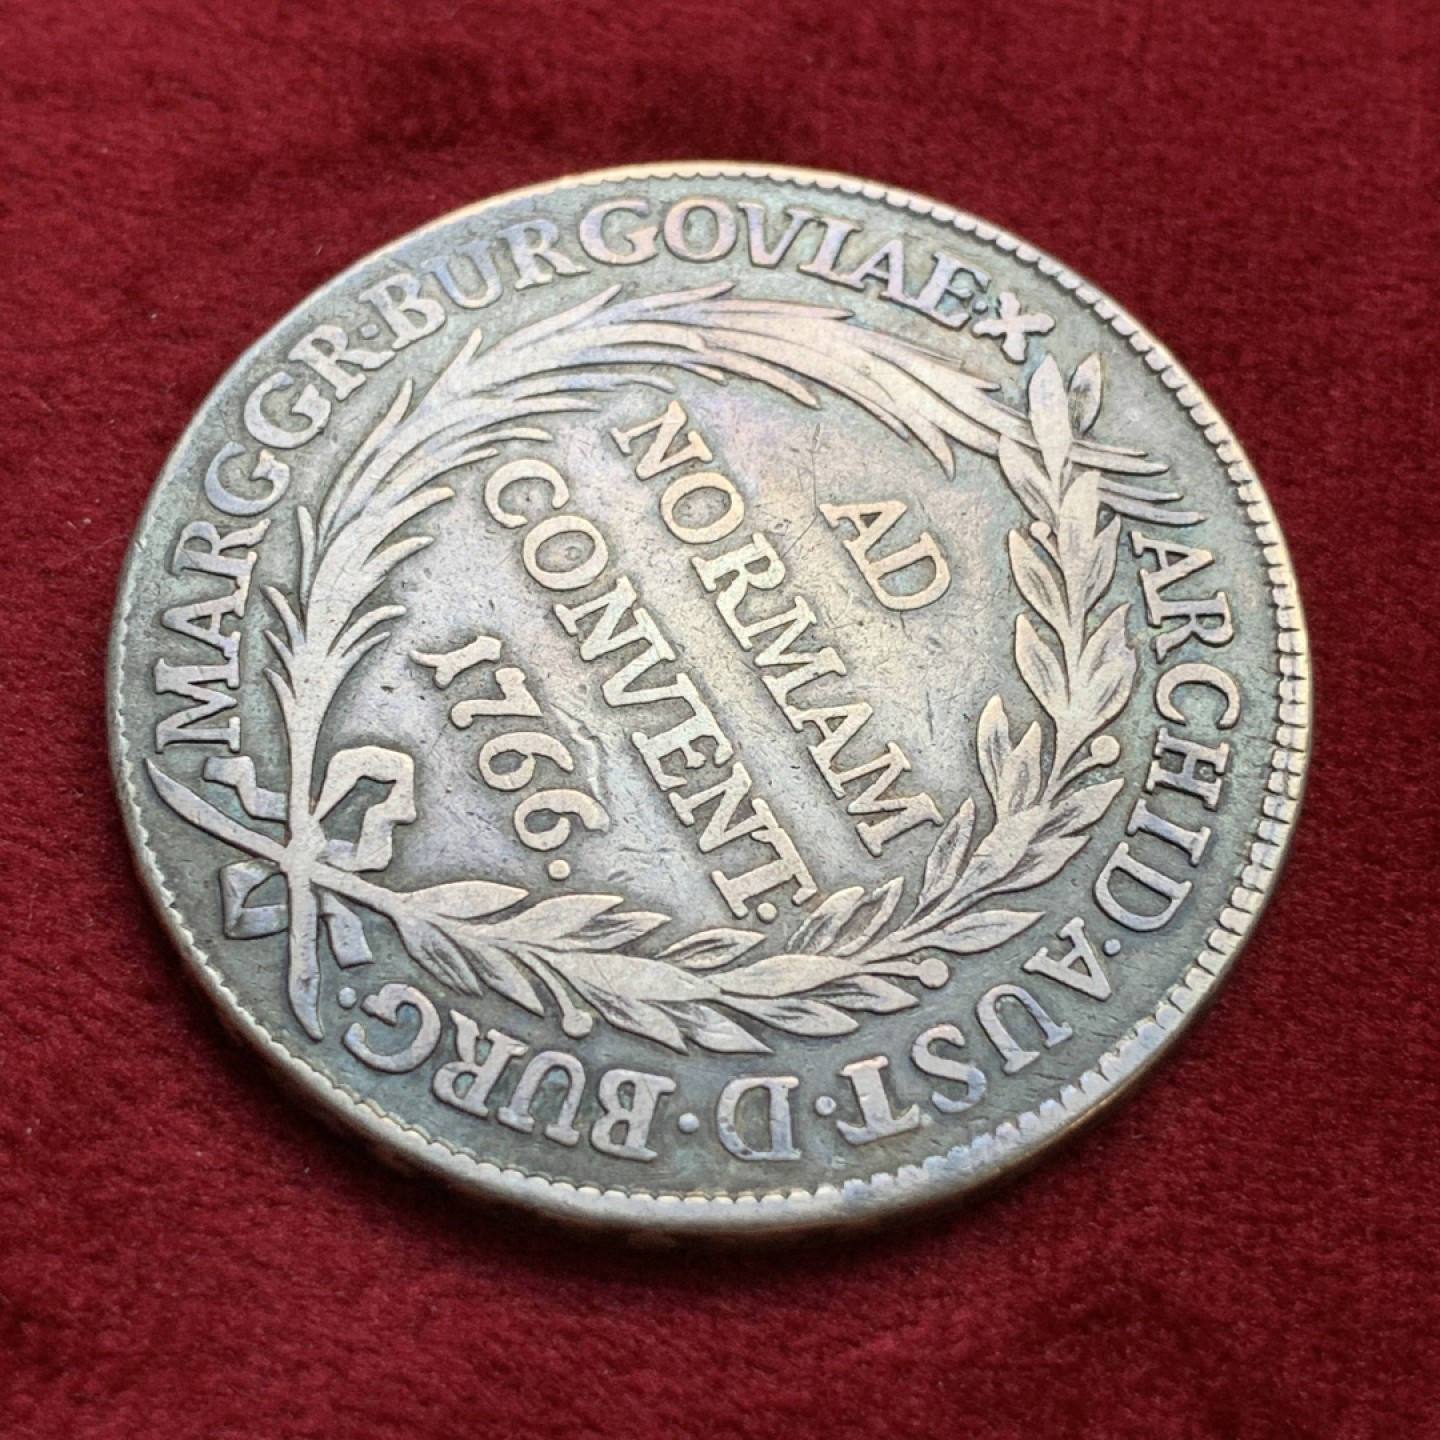 ARCHID·AUST·D·BURG·MARGGR·BURGOVIAE·X
AD
NORMAM
CONVENT.
1766.